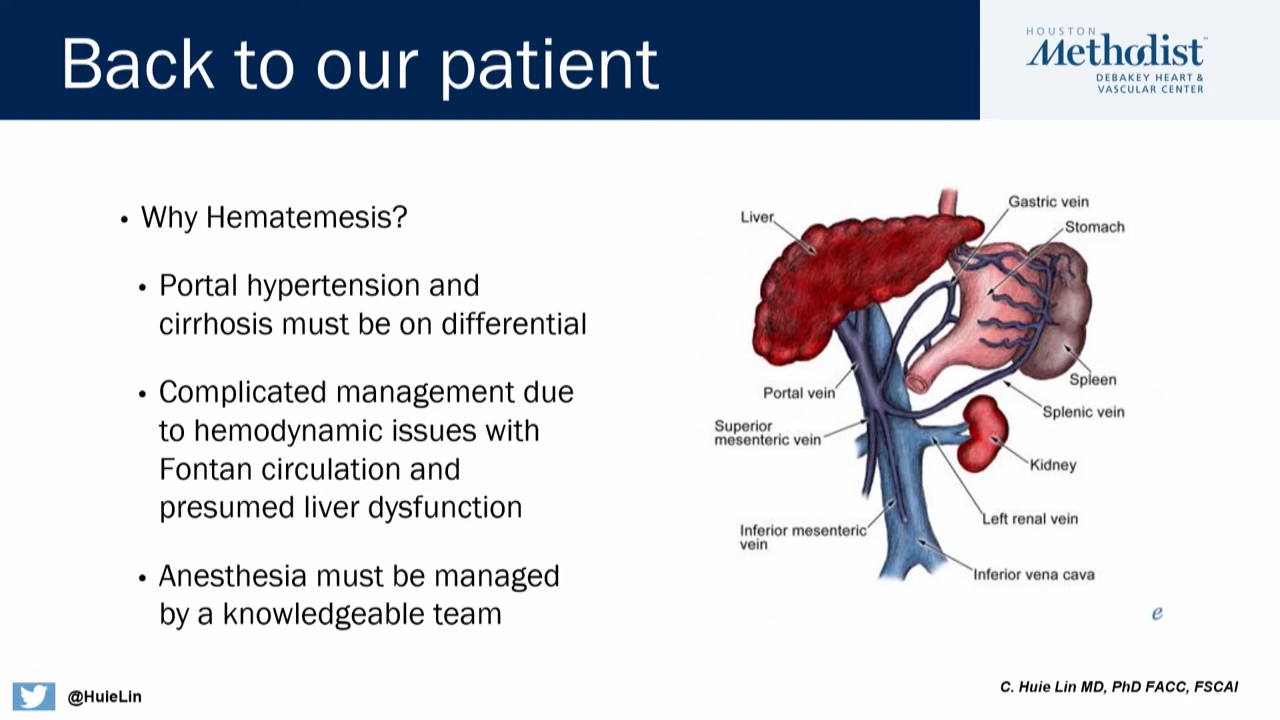 Back to our patient
HOUSTON
Methodist
DEBAKEY HEART &
VASCULAR CENTER
• Why Hematemesis?
• Portal hypertension and
cirrhosis must be on differential
• Complicated management due
to hemodynamic issues with
Fontan circulation and
presumed liver dysfunction
• Anesthesia must be managed
by a knowledgeable team
Liver
Gastric vein
Stomach
Portal vein
Spleen
Splenic vein
Superior
mesenteric vein
Kidney
Left renal vein
Inferior mesenteric
vein
Inferior vena cava
e
@HuieLin
C. Huie Lin MD, PhD FACC, FSCAI